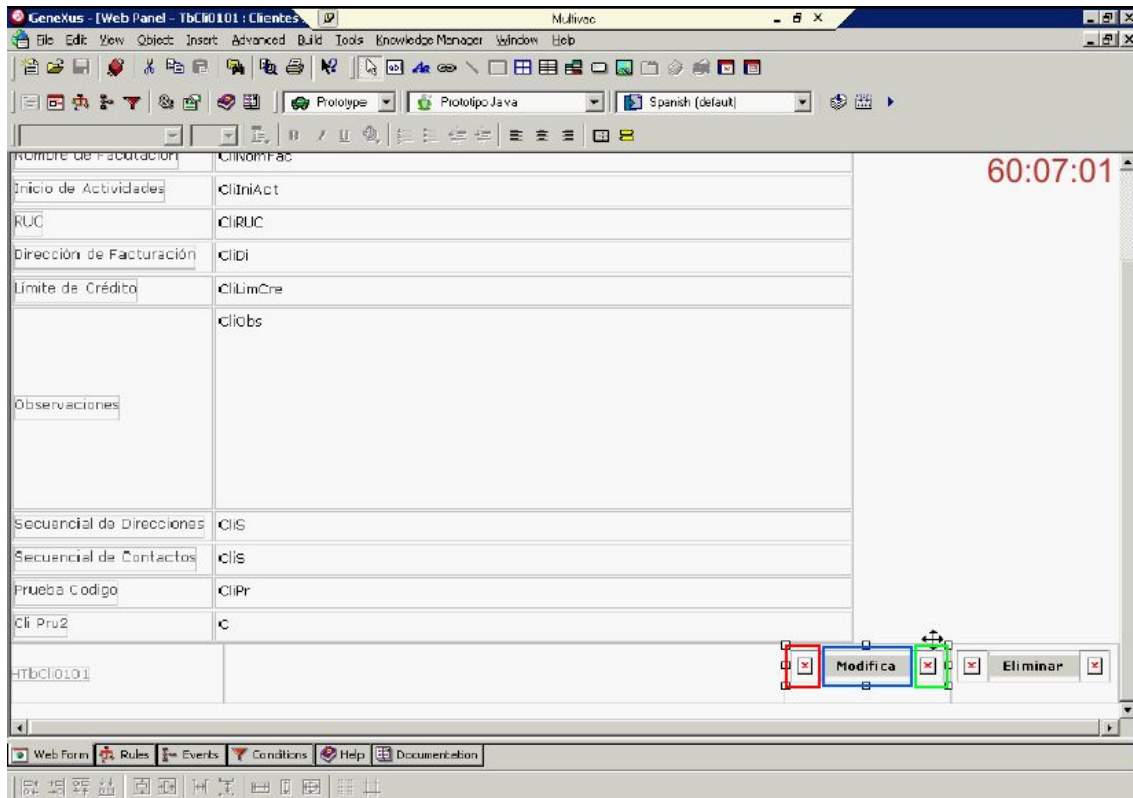 GeneXus - [Web Panel - TbCli0101 : Clientes
Multivac
File Edit View Object Insert Advanced Build Tools Knowledge Manager Window Help
Prototype Prototipo Java Spanish (default)
60:07:01
Nombre de Facutacion CliNomFac
Inicio de Actividades CliIniAct
RUC CliRUC
Dirección de Facturación CliDi
Límite de Crédito CliLimCre
CliObs
Observaciones
Secuencial de Direcciones CliS
Secuencial de Contactos CliS
Prueba Codigo CliPr
Cli Pru2 C
HTbCli0101 Modifica Eliminar
Web Form Rules Events Conditions Help Documentation